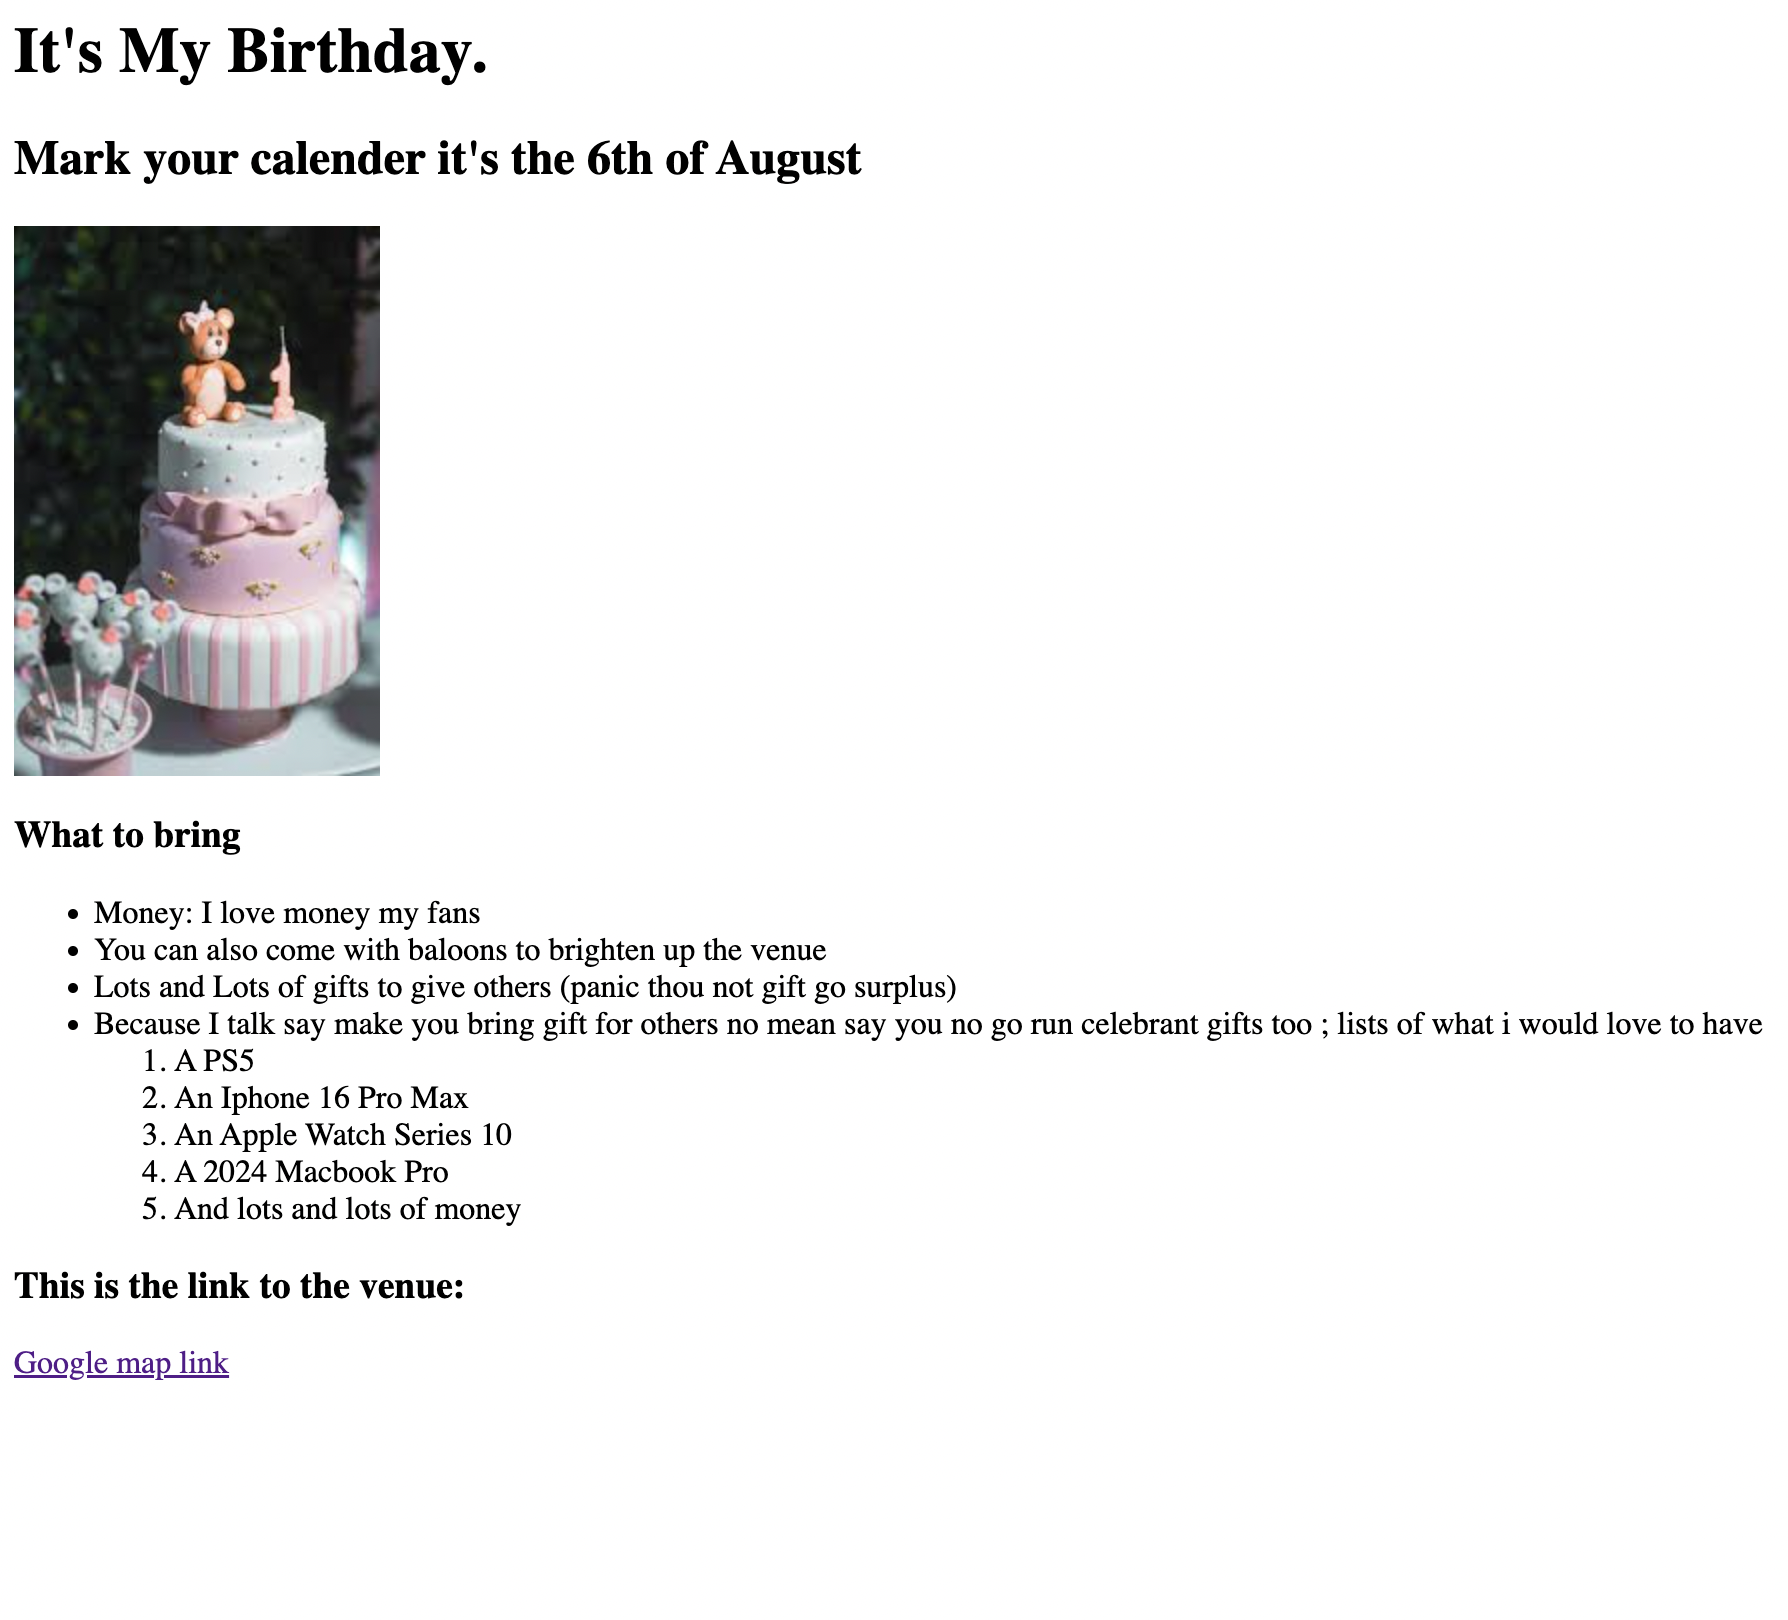 It's My Birthday.
Mark your calender it's the 6th of August
What to bring
• Money: I love money my fans
• You can also come with baloons to brighten up the venue
• Lots and Lots of gifts to give others (panic thou not gift go surplus)
• Because I talk say make you bring gift for others no mean say you no go run celebrant gifts too ; lists of what i would love to have
1. A PS5
2. An Iphone 16 Pro Max
3. An Apple Watch Series 10
4. A 2024 Macbook Pro
5. And lots and lots of money
This is the link to the venue:
Google map link